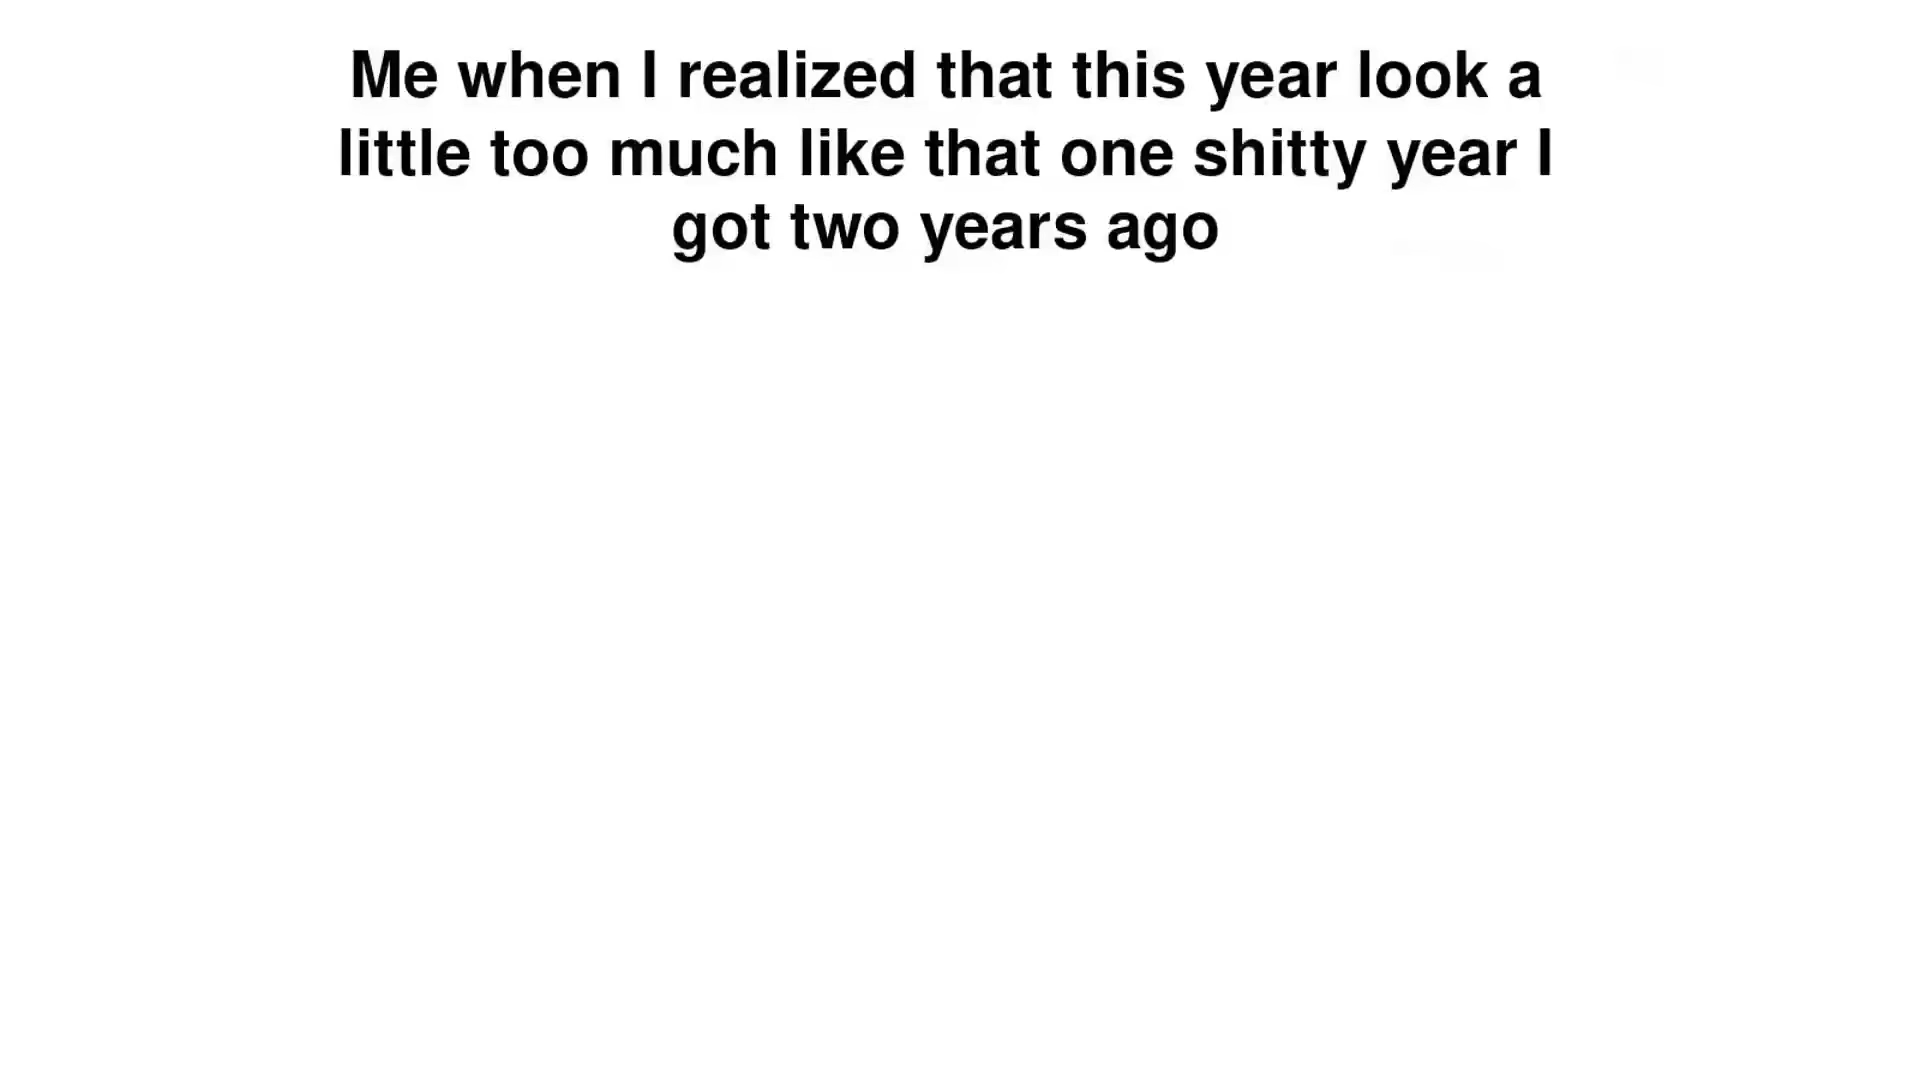 Me when I realized that this year look a
little too much like that one shitty year I
got two years ago